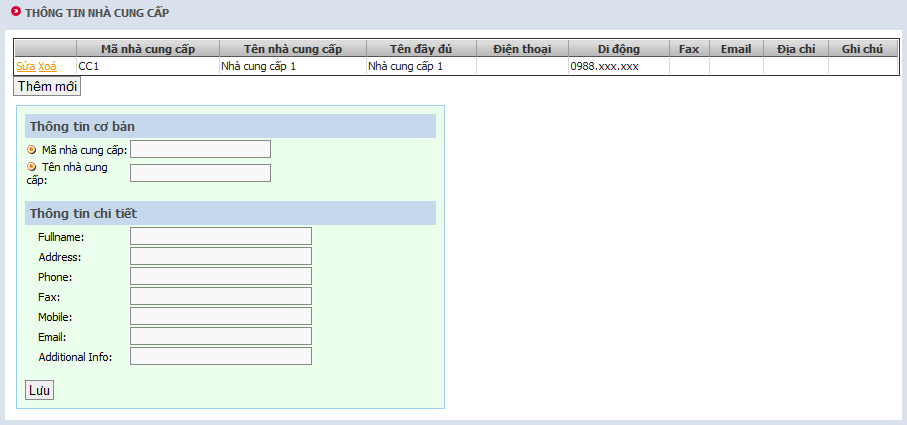 THÔNG TIN NHÀ CUNG CẤP
Mã nhà cung cấp Tên nhà cung cấp Tên đầy đủ Điện thoại Di động Fax Email Địa chỉ Ghi chú
Sửa Xoá CC1 Nhà cung cấp 1 Nhà cung cấp 1 0988.xxx.xxx
Thêm mới
Thông tin cơ bản
Mã nhà cung cấp:
Tên nhà cung
cấp:
Thông tin chi tiết
Fullname:
Address:
Phone:
Fax:
Mobile:
Email:
Additional Info:
Lưu